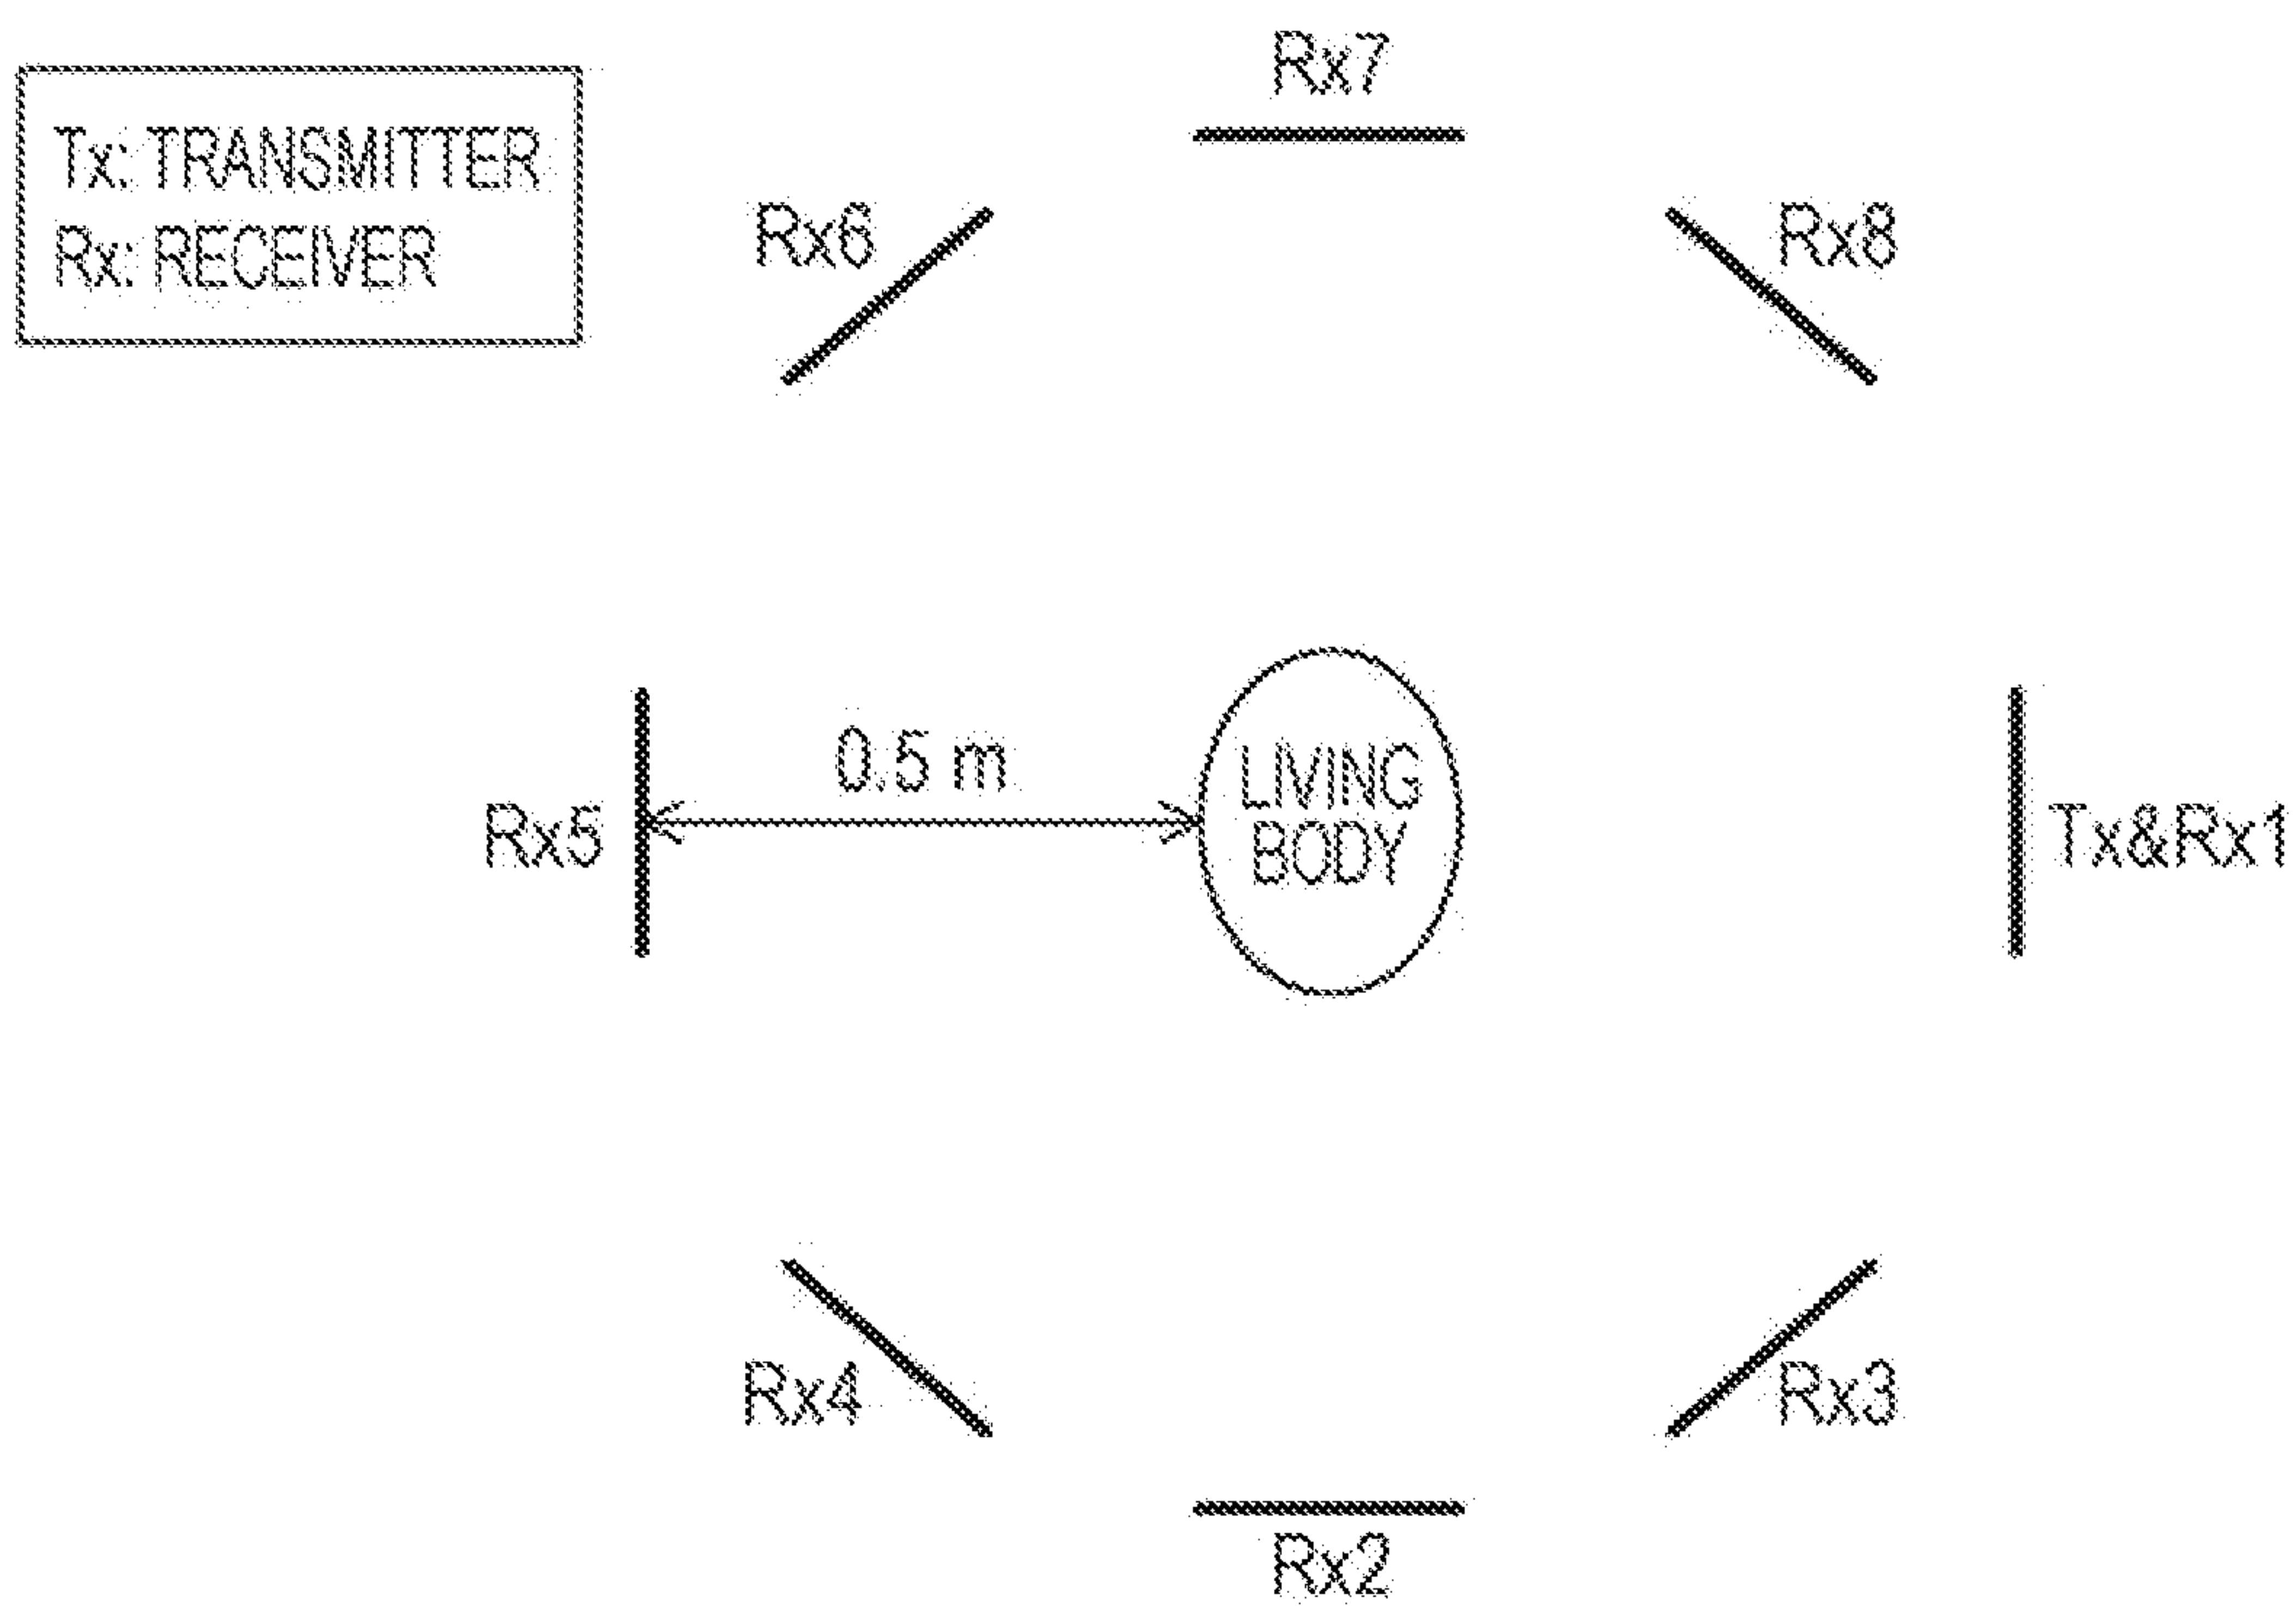 Tx: TRANSMITTER
Rx: RECEIVER
Rx7
Rx6
Rx8
0.5 m
LIVING
BODY
Rx5
Tx&Rx1
Rx4
Rx3
Rx2